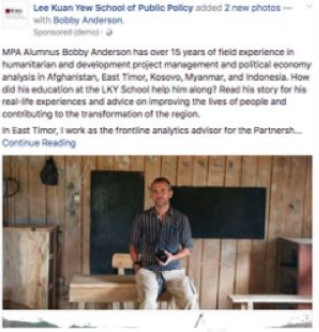 Lee Kuan Yew School of Public Policy added 2 new photos —
with Bobby Anderson.
Sponsored (demo) ·
MPA Alumnus Bobby Anderson has over 15 years of field experience in
humanitarian and development project management and political economy
analysis in Afghanistan, East Timor, Kosovo, Myanmar, and Indonesia. How
did his education at the LKY School help him along? Read his story for his
real-life experiences and advice on improving the lives of people and
contributing to the transformation of the region.
In East Timor, I work as the frontline analytics advisor for the Partnersh...
Continue Reading